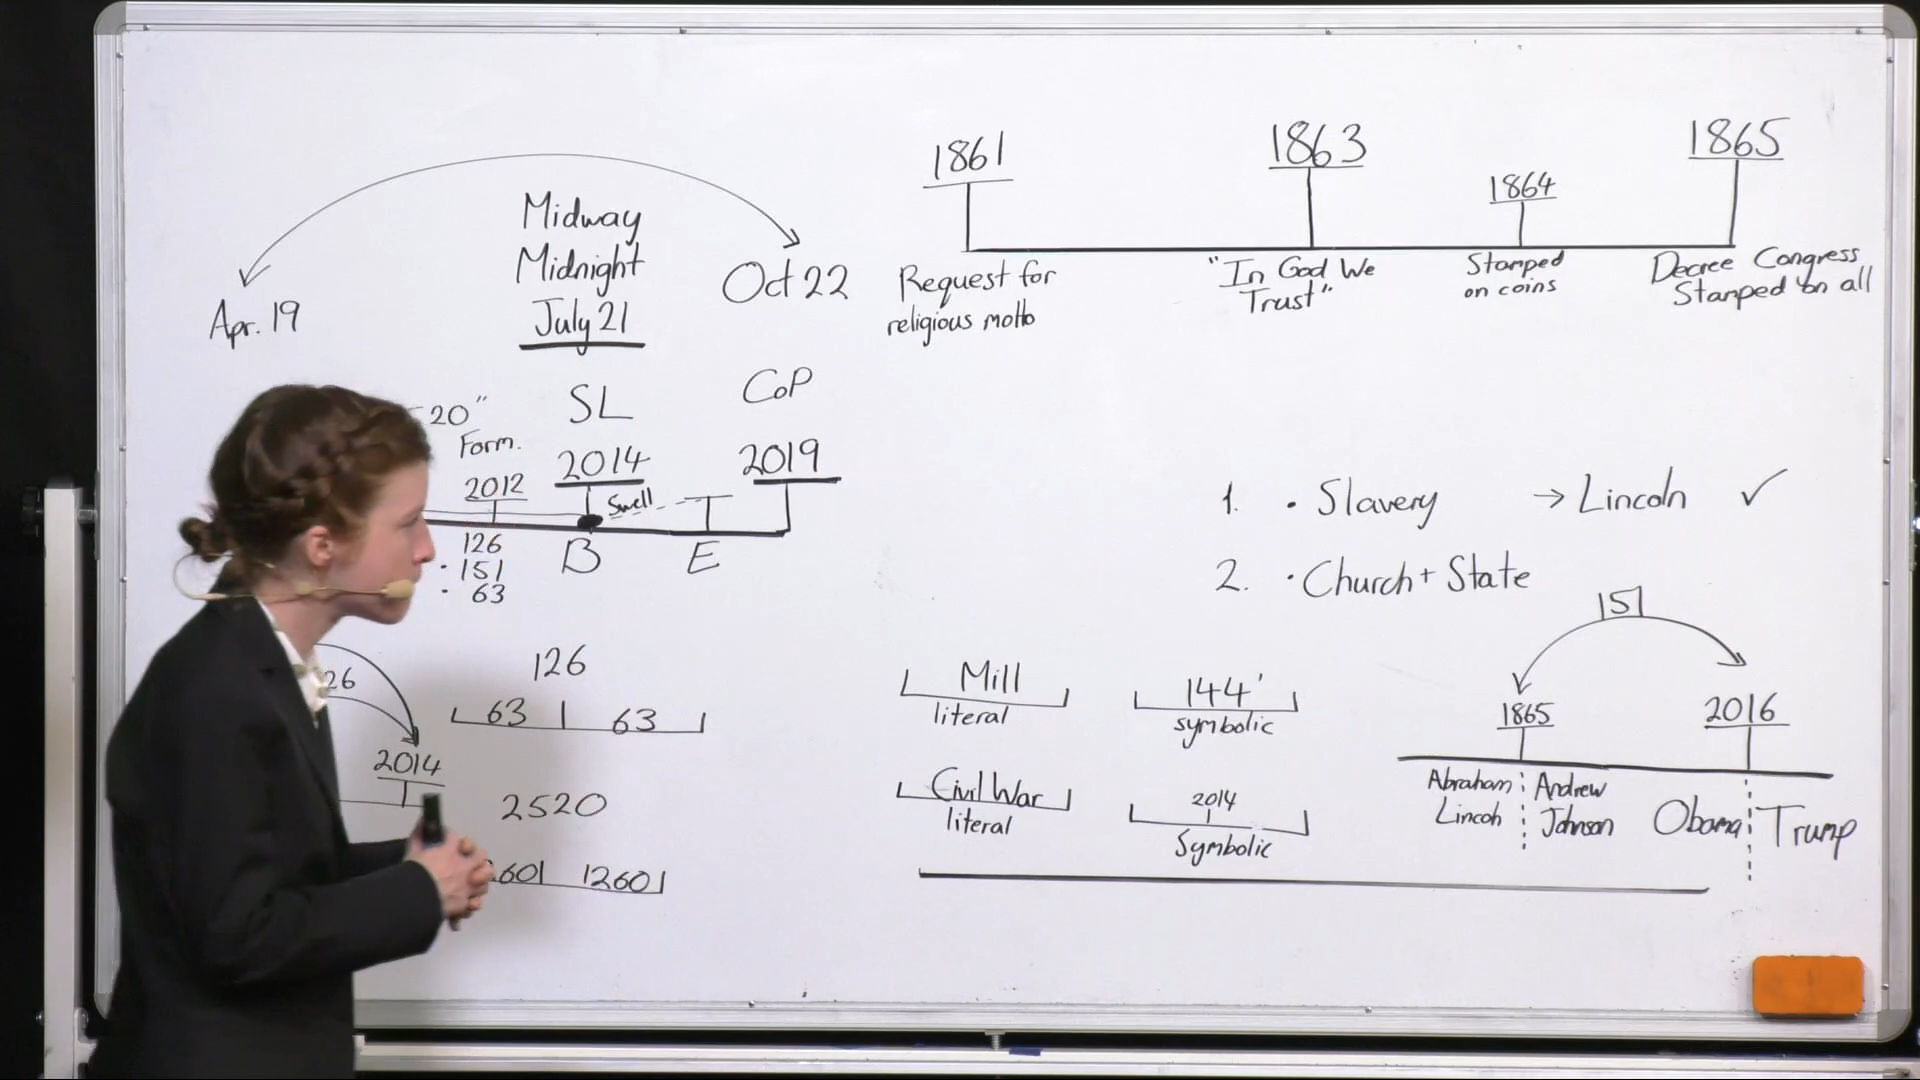 Apr. 19
Midway
Midnight
July 21
Oct 22
20"
Form.
2012
SL
2014
Swell
CoP
2019
126
· 151
· 63
B
E
26
2014
126
63
63
2520
1260
1861
1863
1864
1865
Request for
religious motto
"In God We
Trust"
Stamped
on coins
Decree Congress
Stamped on all
1. · Slavery → Lincoln ✓
2. · Church + State
Mill
literal
144'
symbolic
Civil War
literal
2014
Symbolic
151
1865
2016
Abraham
Lincoln
Andrew
Johnson
Obama
Trump